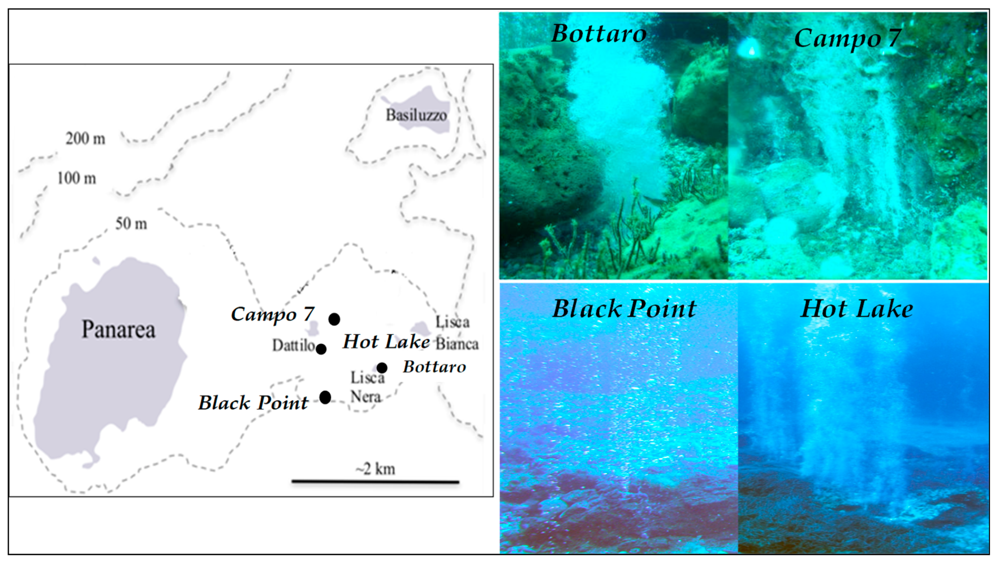 Basiluzzo
200 m
100 m
50 m
Panarea
Campo 7
Dattilo
Hot Lake
Lisca
Bianca
Bottaro
Lisca
Nera
Black Point
~2 km
Bottaro
Campo 7
Black Point
Hot Lake